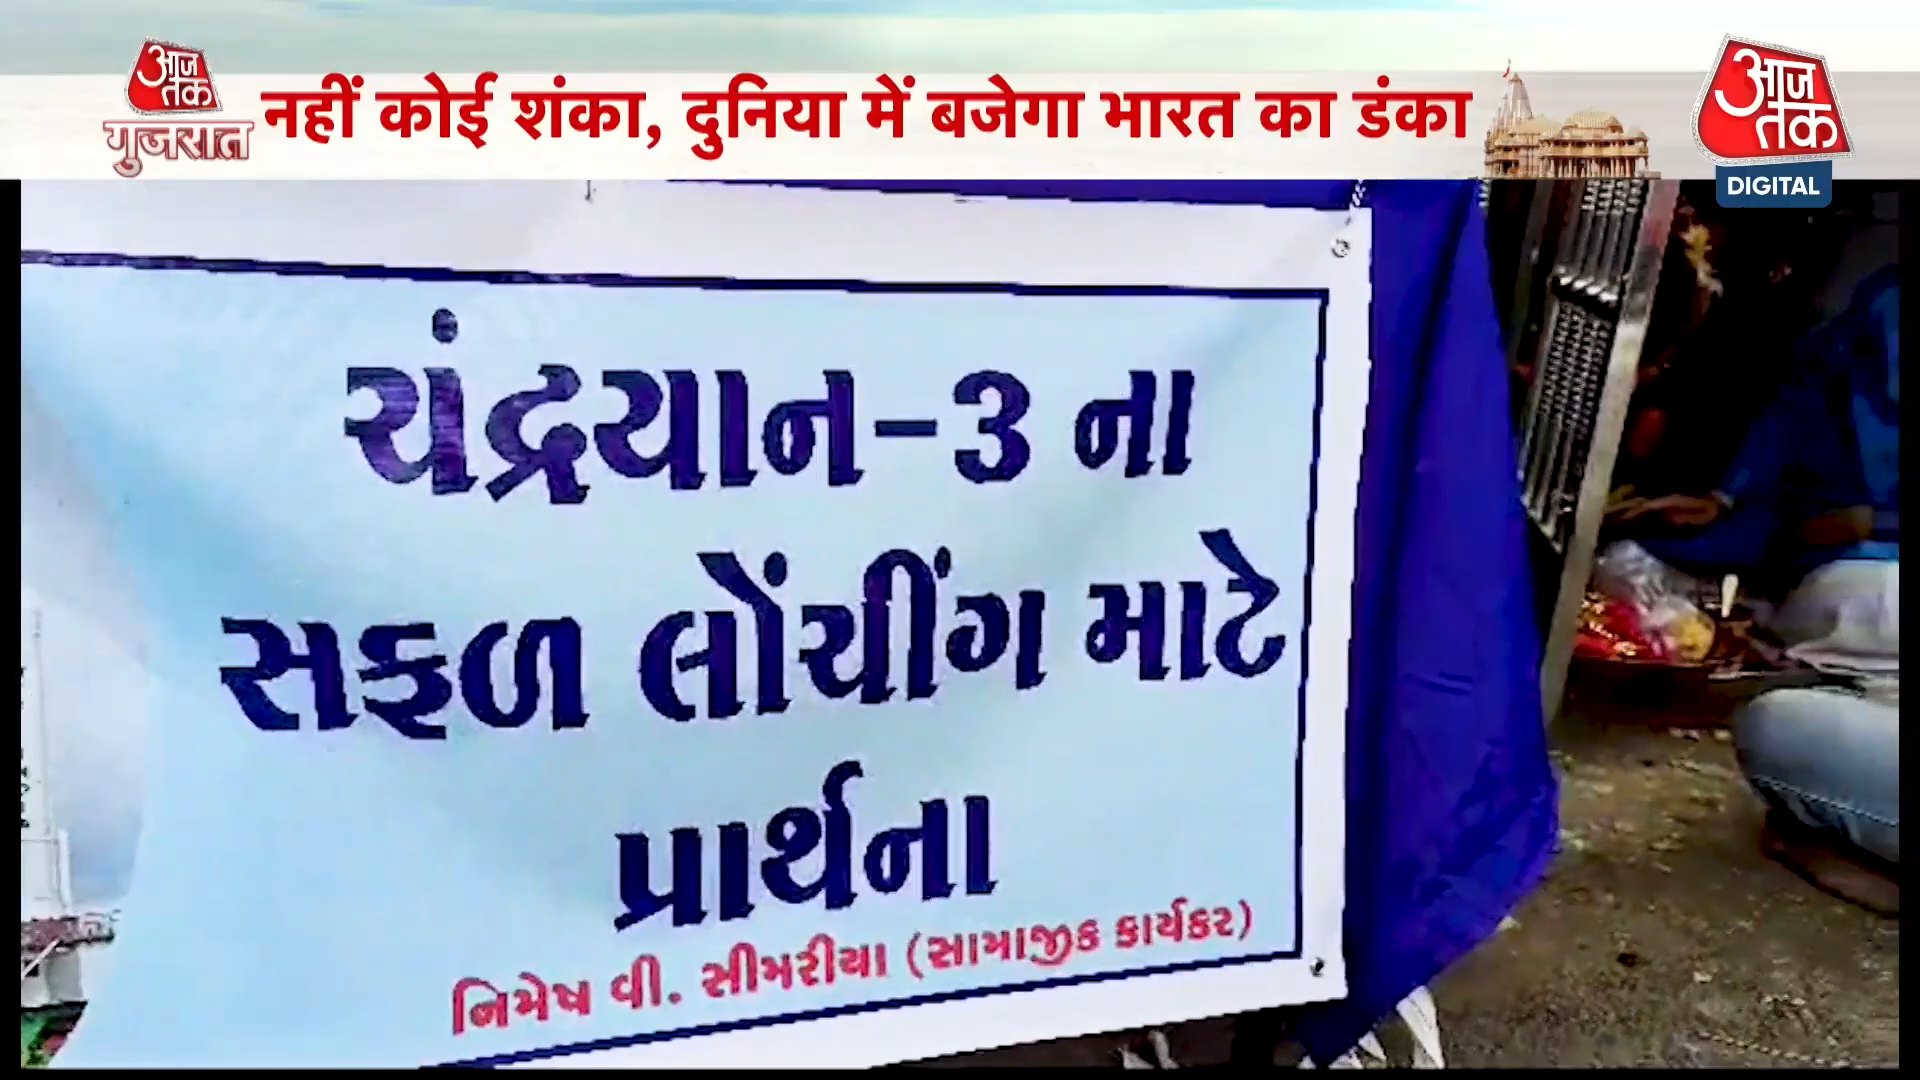 आज तक
गुजरात
नहीं कोई शंका, दुनिया में बजेगा भारत का डंका
आज तक
DIGITAL
ચંદ્રયાન-3 ના
સફળ લોંચીંગ માટે
પ્રાર્થના
નિમેષ વી. સીમરીયા (સામાજીક કાર્યકર)